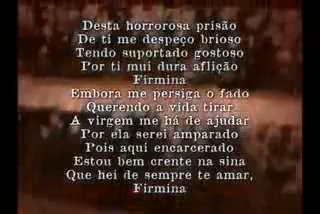 Desta horrorosa prisão
De ti me despeço brioso
Tendo suportado gostoso
Por ti mui dura aflição
Firmina
Embora me persiga o fado
Querendo a vida tirar
A virgem me há de ajudar
Por ela serei amparado
Pois aqui encarcerado
Estou bem crente na sina
Que hei de sempre te amar,
Firmina